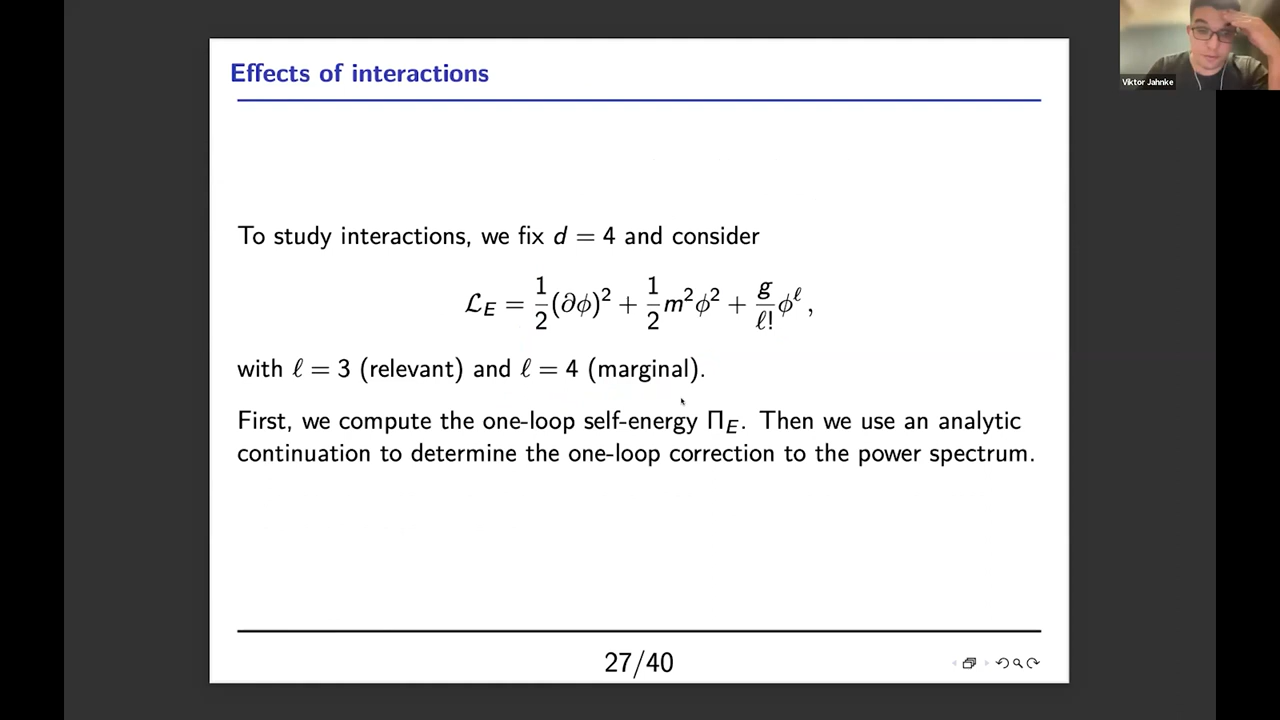 Effects of interactions
Viktor Jahnke
To study interactions, we fix d = 4 and consider
ℒ_E = 1/2 (∂ϕ)² + 1/2 m²ϕ² + g/ℓ! ϕ^ℓ ,
with ℓ = 3 (relevant) and ℓ = 4 (marginal).
First, we compute the one-loop self-energy Π_E. Then we use an analytic
continuation to determine the one-loop correction to the power spectrum.
27/40